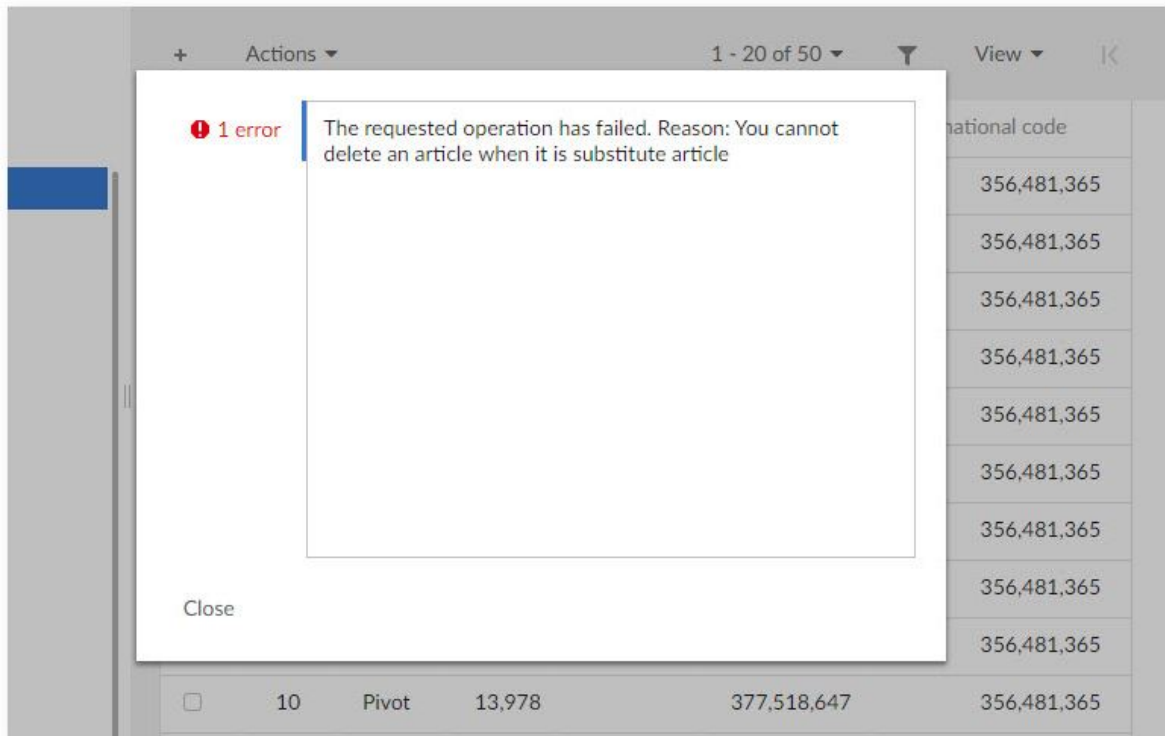 + Actions 1 - 20 of 50 View
1 error
The requested operation has failed. Reason: You cannot
delete an article when it is substitute article
national code
356,481,365
356,481,365
356,481,365
356,481,365
356,481,365
356,481,365
356,481,365
356,481,365
356,481,365
Close
10 Pivot 13,978 377,518,647 356,481,365